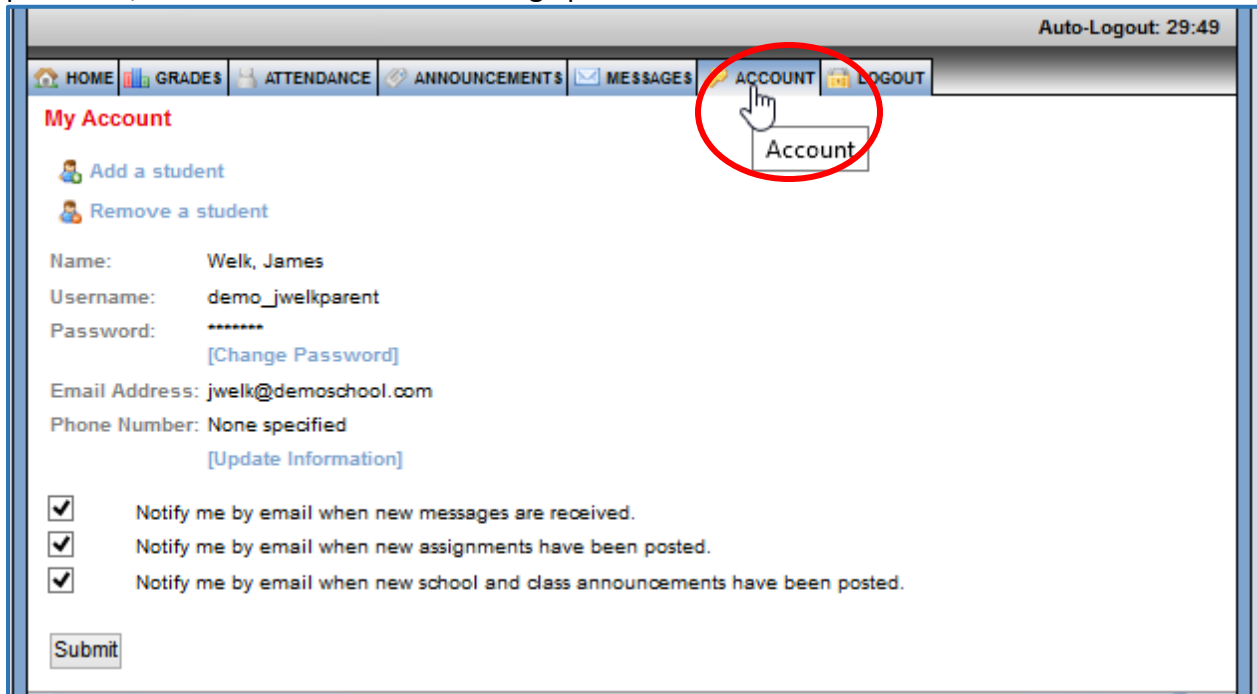 Auto-Logout: 29:49
HOME GRADES ATTENDANCE ANNOUNCEMENTS MESSAGES ACCOUNT LOGOUT
My Account
Account
Add a student
Remove a student
Name: Welk, James
Username: demo_jwelkparent
Password: *******
[Change Password]
Email Address: jwelk@demoschool.com
Phone Number: None specified
[Update Information]
Notify me by email when new messages are received.
Notify me by email when new assignments have been posted.
Notify me by email when new school and class announcements have been posted.
Submit